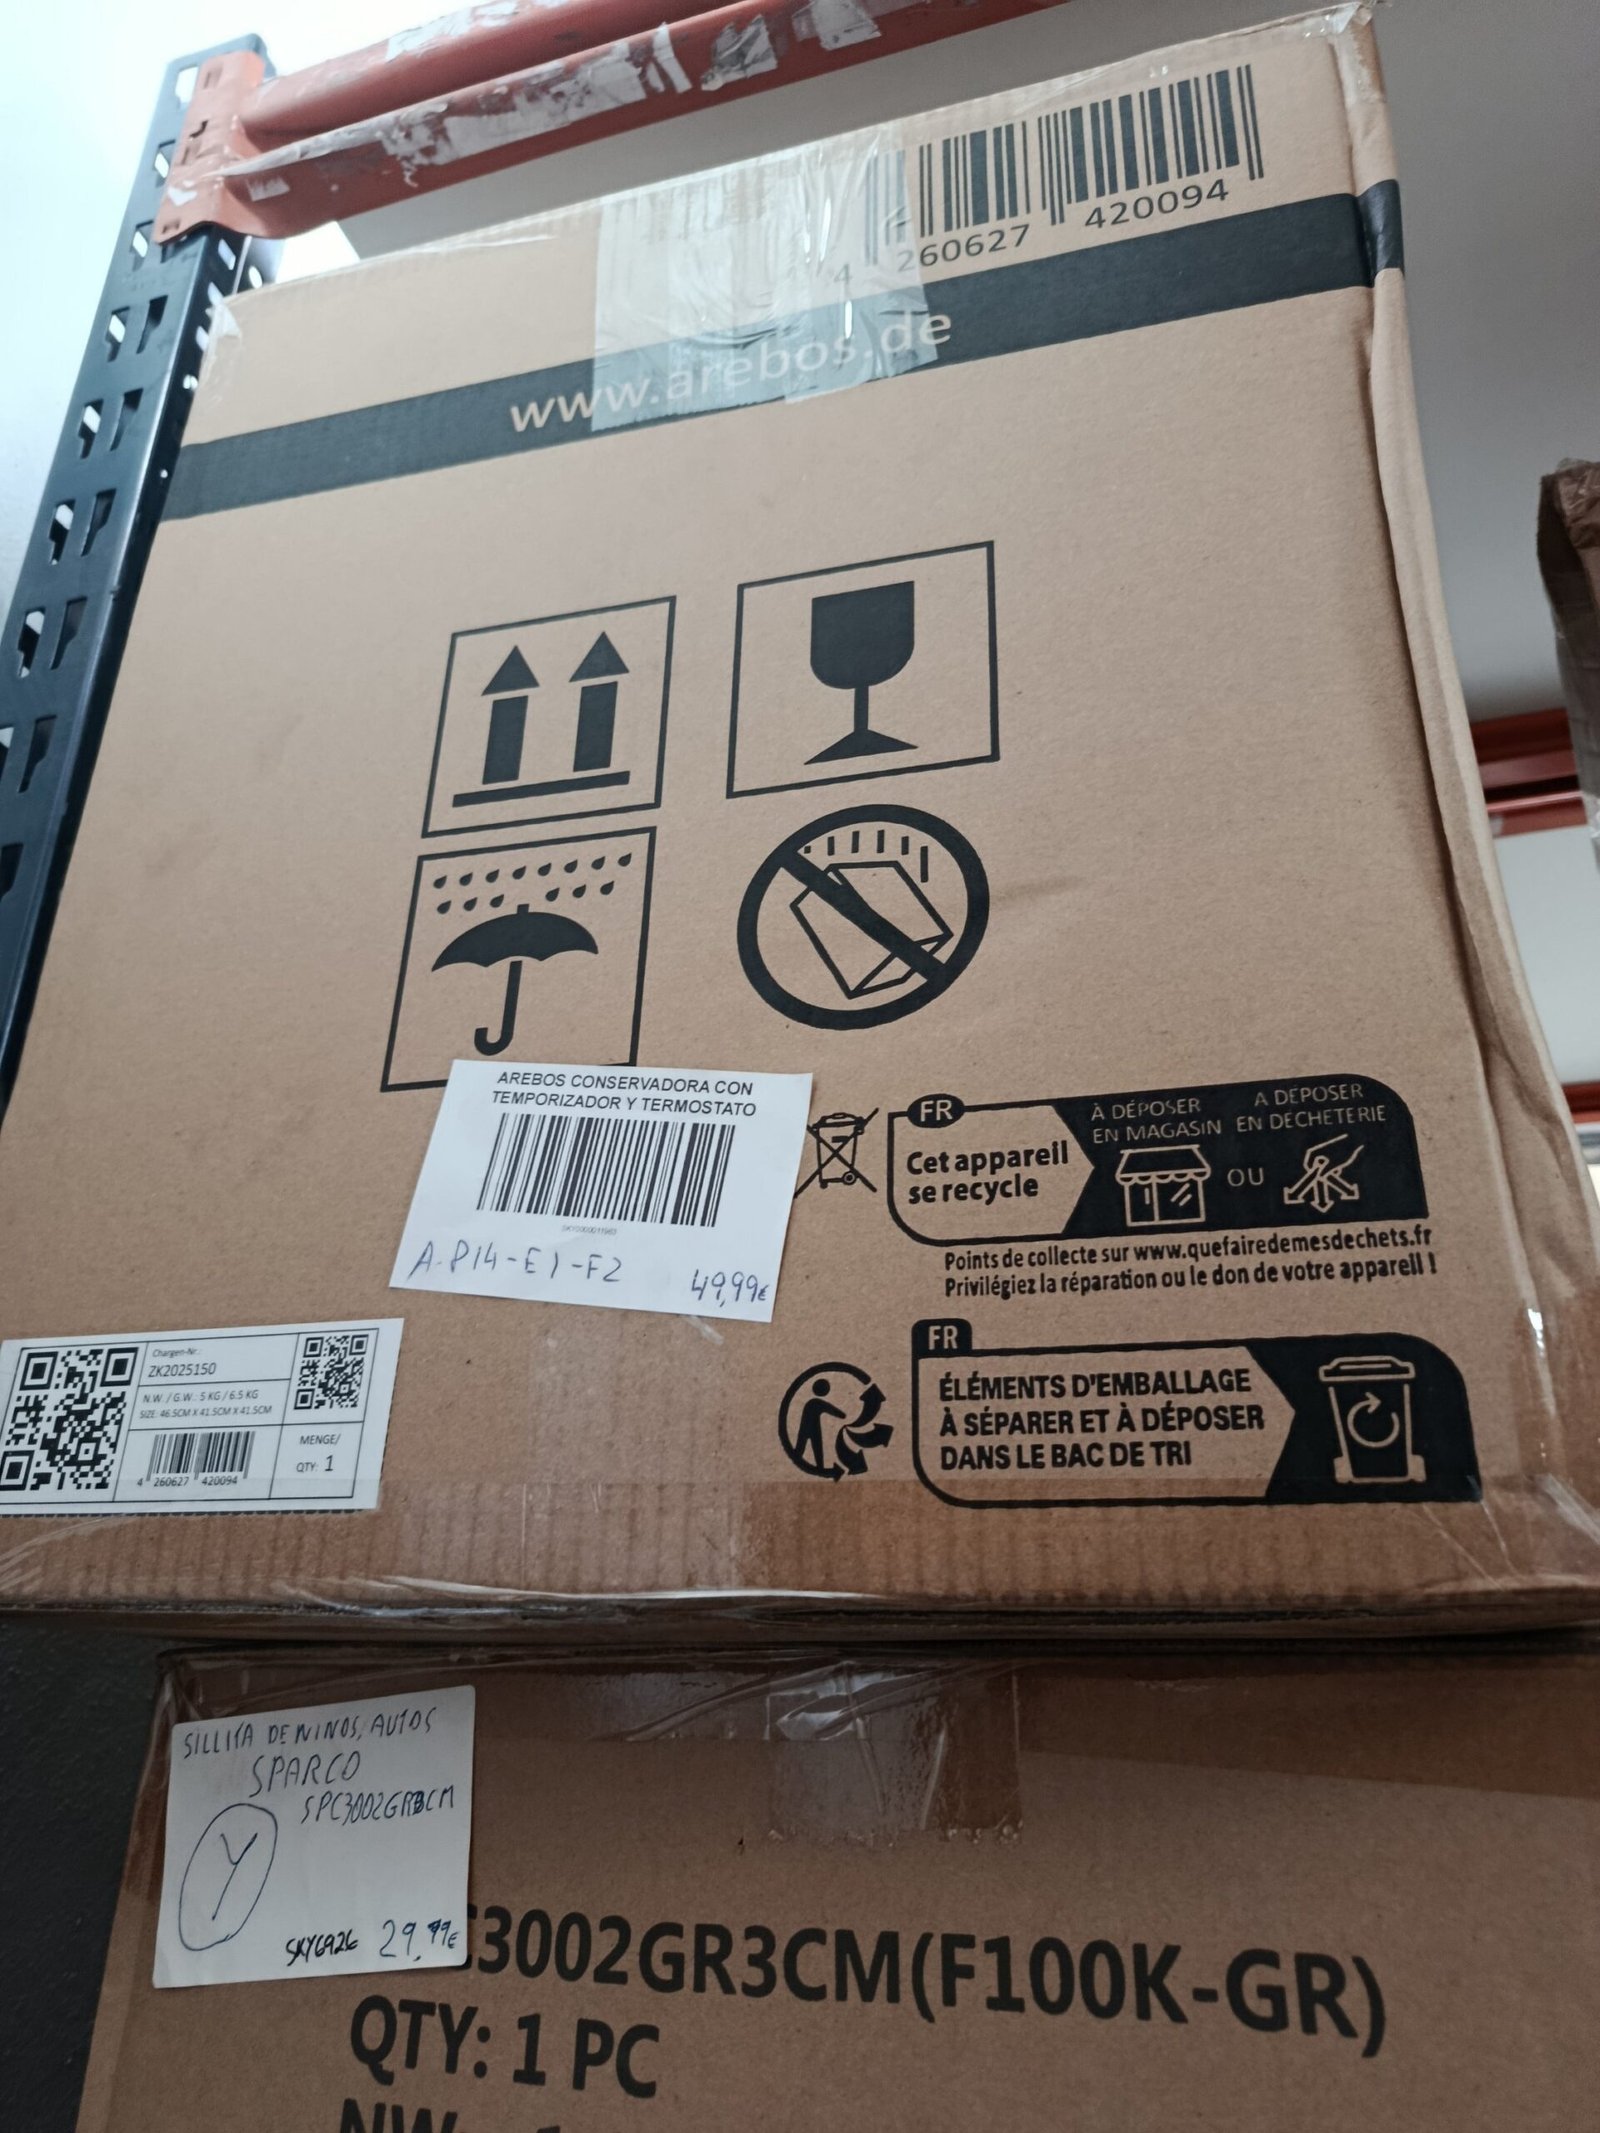 4 260627 420094
www.arebos.de
AREBOS CONSERVADORA CON
TEMPORIZADOR Y TERMOSTATO
A-P14-E1-F2
49,99€
FR
Cet appareil
se recycle
À DÉPOSER
EN MAGASIN
OU
A DÉPOSER
EN DÉCHETERIE
Points de collecte sur www.quefairedemesdechets.fr
Privilégiez la réparation ou le don de votre appareil !
FR
ÉLÉMENTS D'EMBALLAGE
À SÉPARER ET À DÉPOSER
DANS LE BAC DE TRI
Chargen-Nr.:
ZK2025150
N.W. / G.W.: 5 KG / 6.5 KG
SIZE: 46.5CM X 41.5CM X 41.5CM
4 260627 420094
MENGE/
QTY: 1
SILLITA DE NINOS, AUTOS
SPARCO
SPC3002GR3CM
Y
SKY6926 29,99€
3002GR3CM(F100K-GR)
QTY: 1 PC